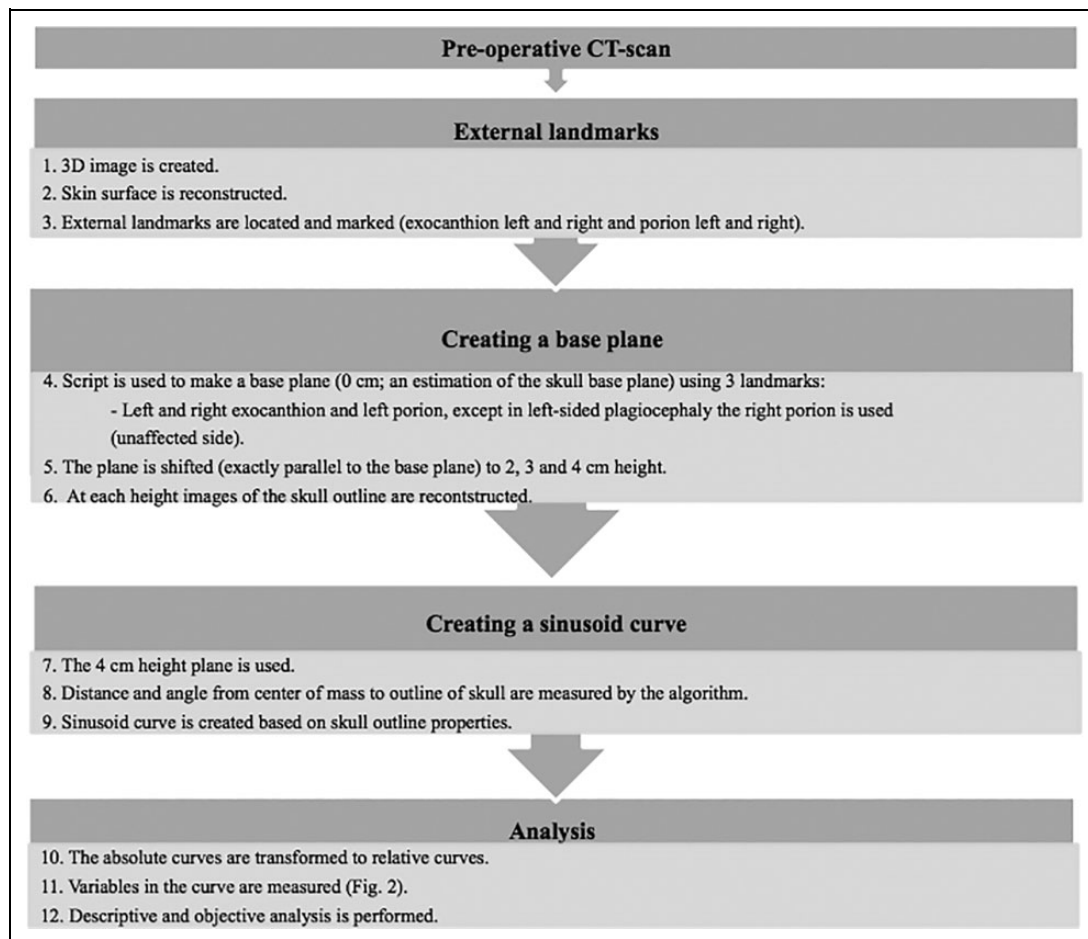 Pre-operative CT-scan
External landmarks
1. 3D image is created.
2. Skin surface is reconstructed.
3. External landmarks are located and marked (exocanthion left and right and porion left and right).
Creating a base plane
4. Script is used to make a base plane (0 cm; an estimation of the skull base plane) using 3 landmarks:
- Left and right exocanthion and left porion, except in left-sided plagiocephaly the right porion is used
(unaffected side).
5. The plane is shifted (exactly parallel to the base plane) to 2, 3 and 4 cm height.
6. At each height images of the skull outline are recontstructed.
Creating a sinusoid curve
7. The 4 cm height plane is used.
8. Distance and angle from center of mass to outline of skull are measured by the algorithm.
9. Sinusoid curve is created based on skull outline properties.
Analysis
10. The absolute curves are transformed to relative curves.
11. Variables in the curve are measured (Fig. 2).
12. Descriptive and objective analysis is performed.